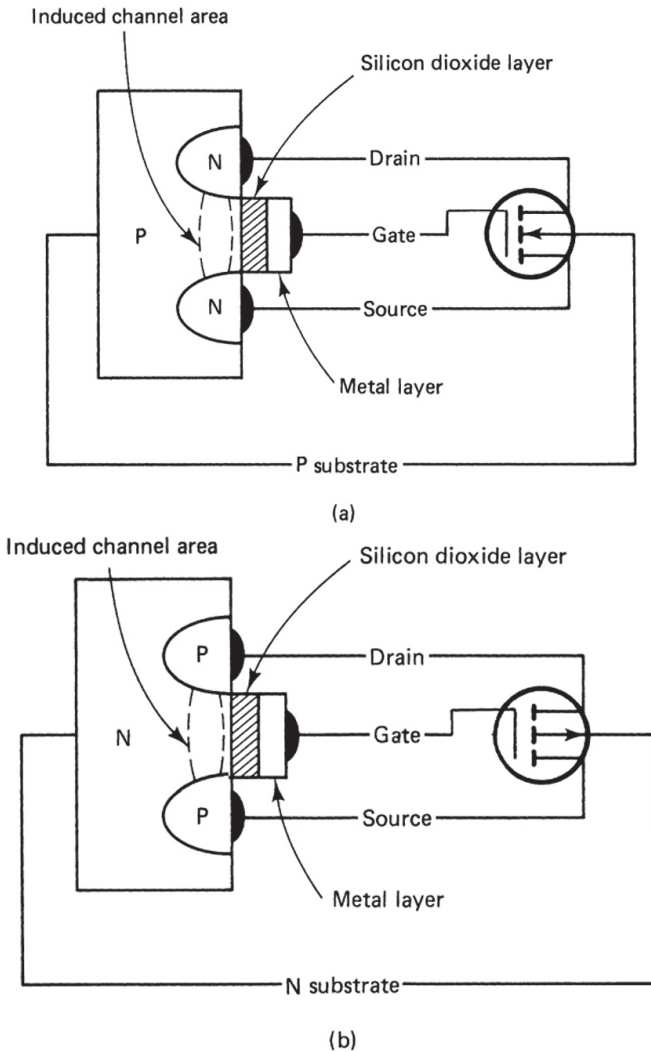 Induced channel area
Silicon dioxide layer
N
Drain
P
Gate
N
Source
Metal layer
P substrate
(a)
Induced channel area
Silicon dioxide layer
P
Drain
N
Gate
P
Source
Metal layer
N substrate
(b)